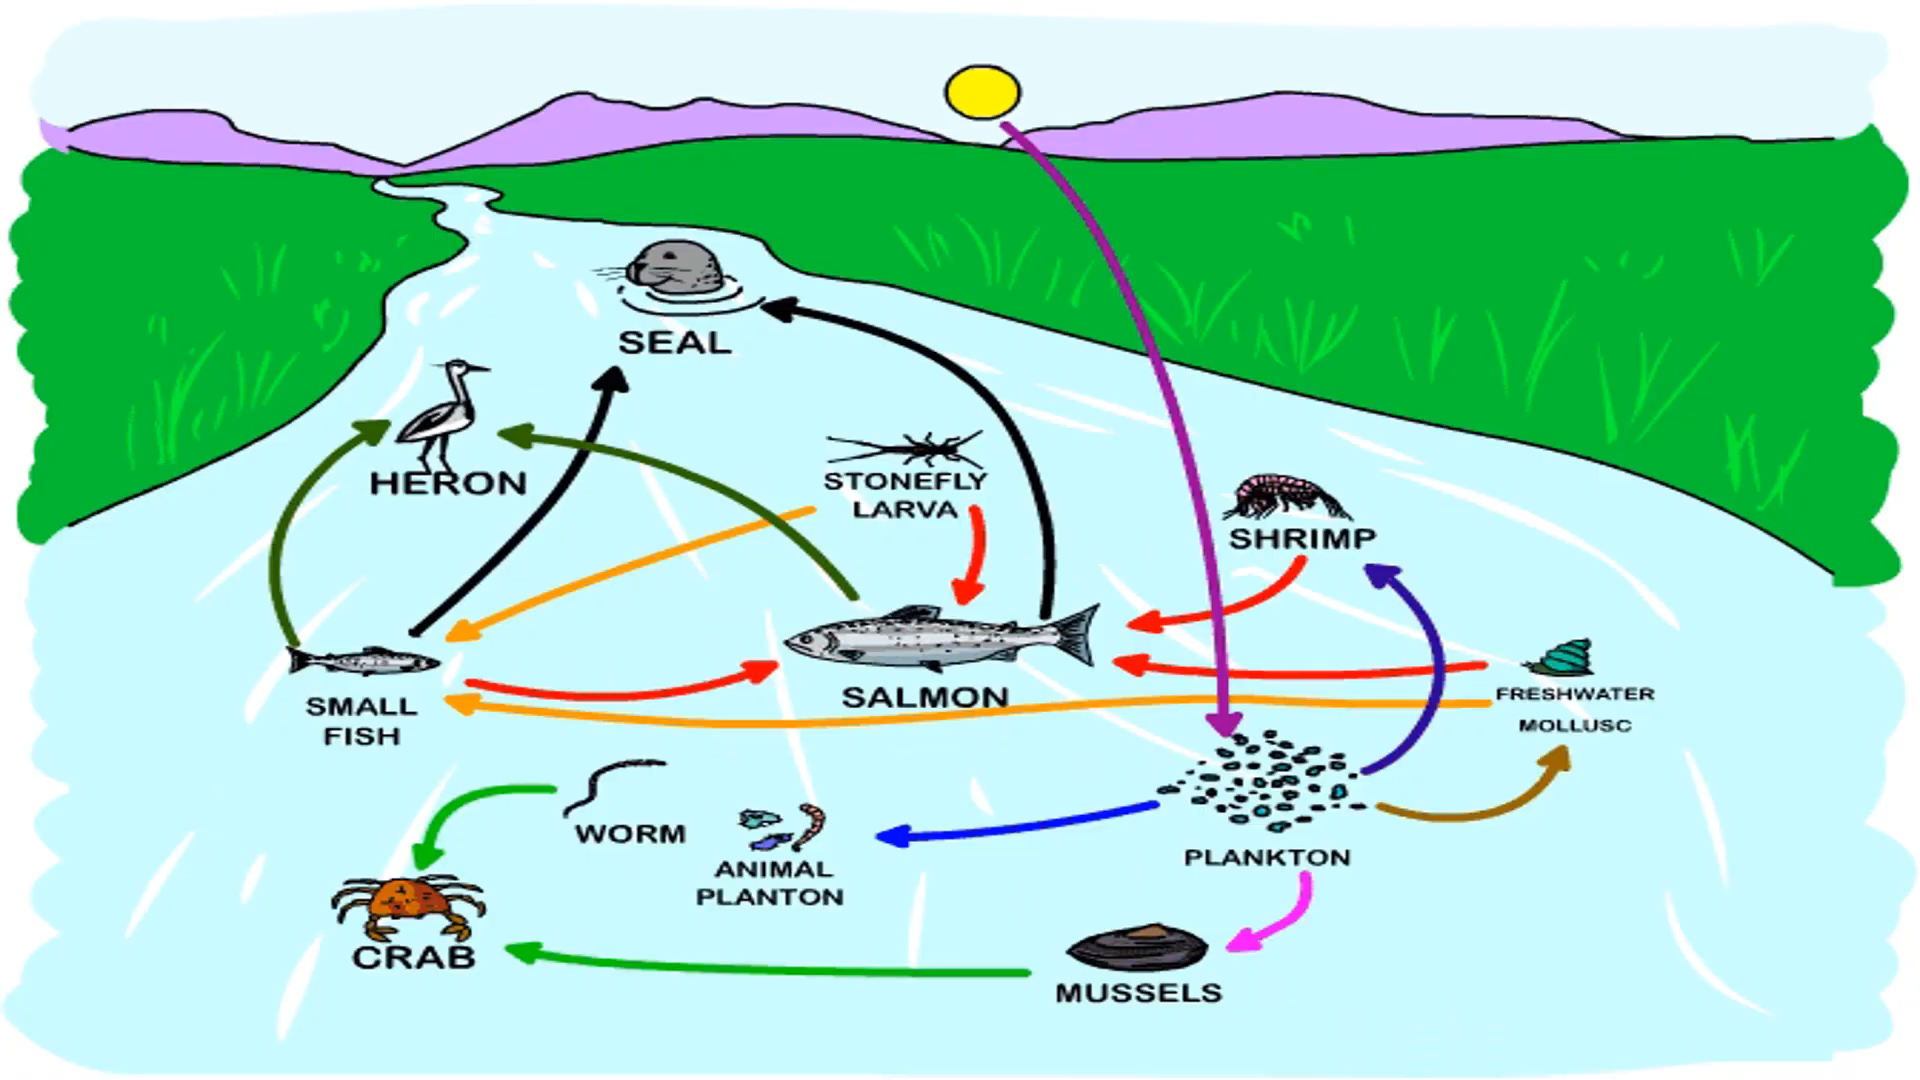 SEAL
HERON
STONEFLY
LARVA
SHRIMP
SALMON
FRESHWATER
MOLLUSC
SMALL
FISH
WORM
ANIMAL
PLANTON
PLANKTON
CRAB
MUSSELS